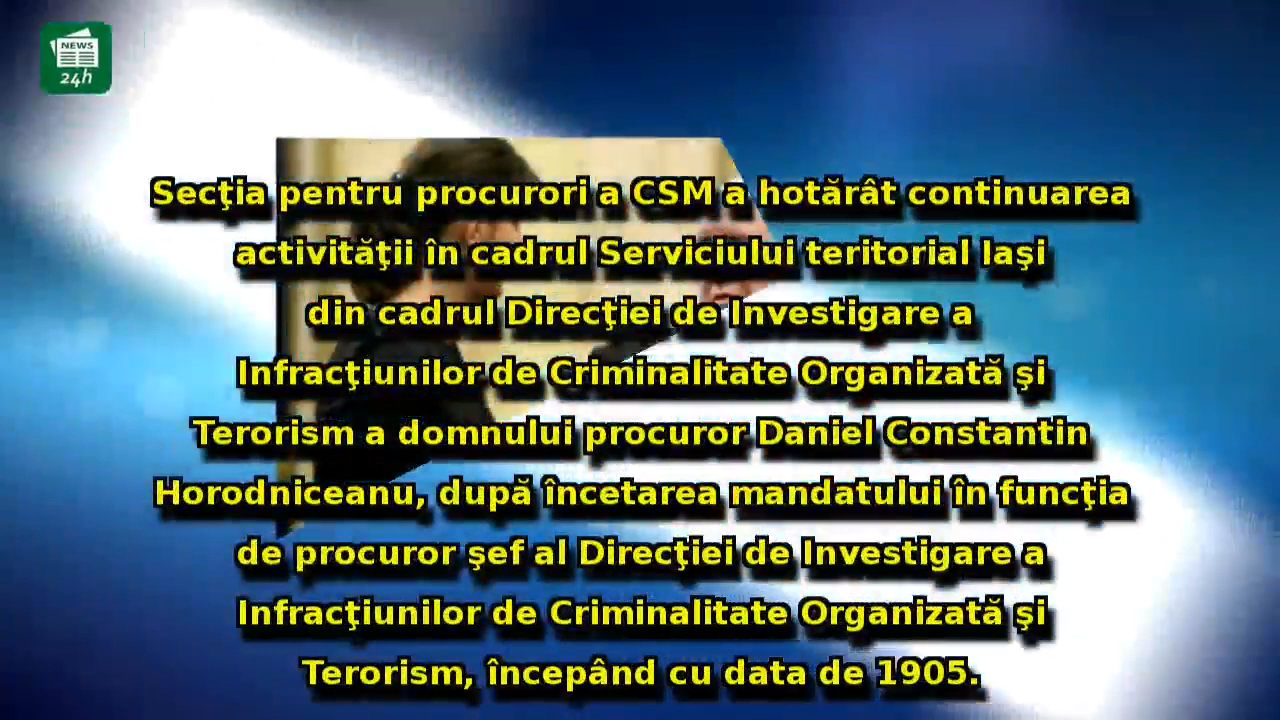 NEWS
24h
Secţia pentru procurori a CSM a hotărât continuarea
activităţii în cadrul Serviciului teritorial Iaşi
din cadrul Direcţiei de Investigare a
Infracţiunilor de Criminalitate Organizată şi
Terorism a domnului procuror Daniel Constantin
Horodniceanu, după încetarea mandatului în funcţia
de procuror şef al Direcţiei de Investigare a
Infracţiunilor de Criminalitate Organizată şi
Terorism, începând cu data de 1905.